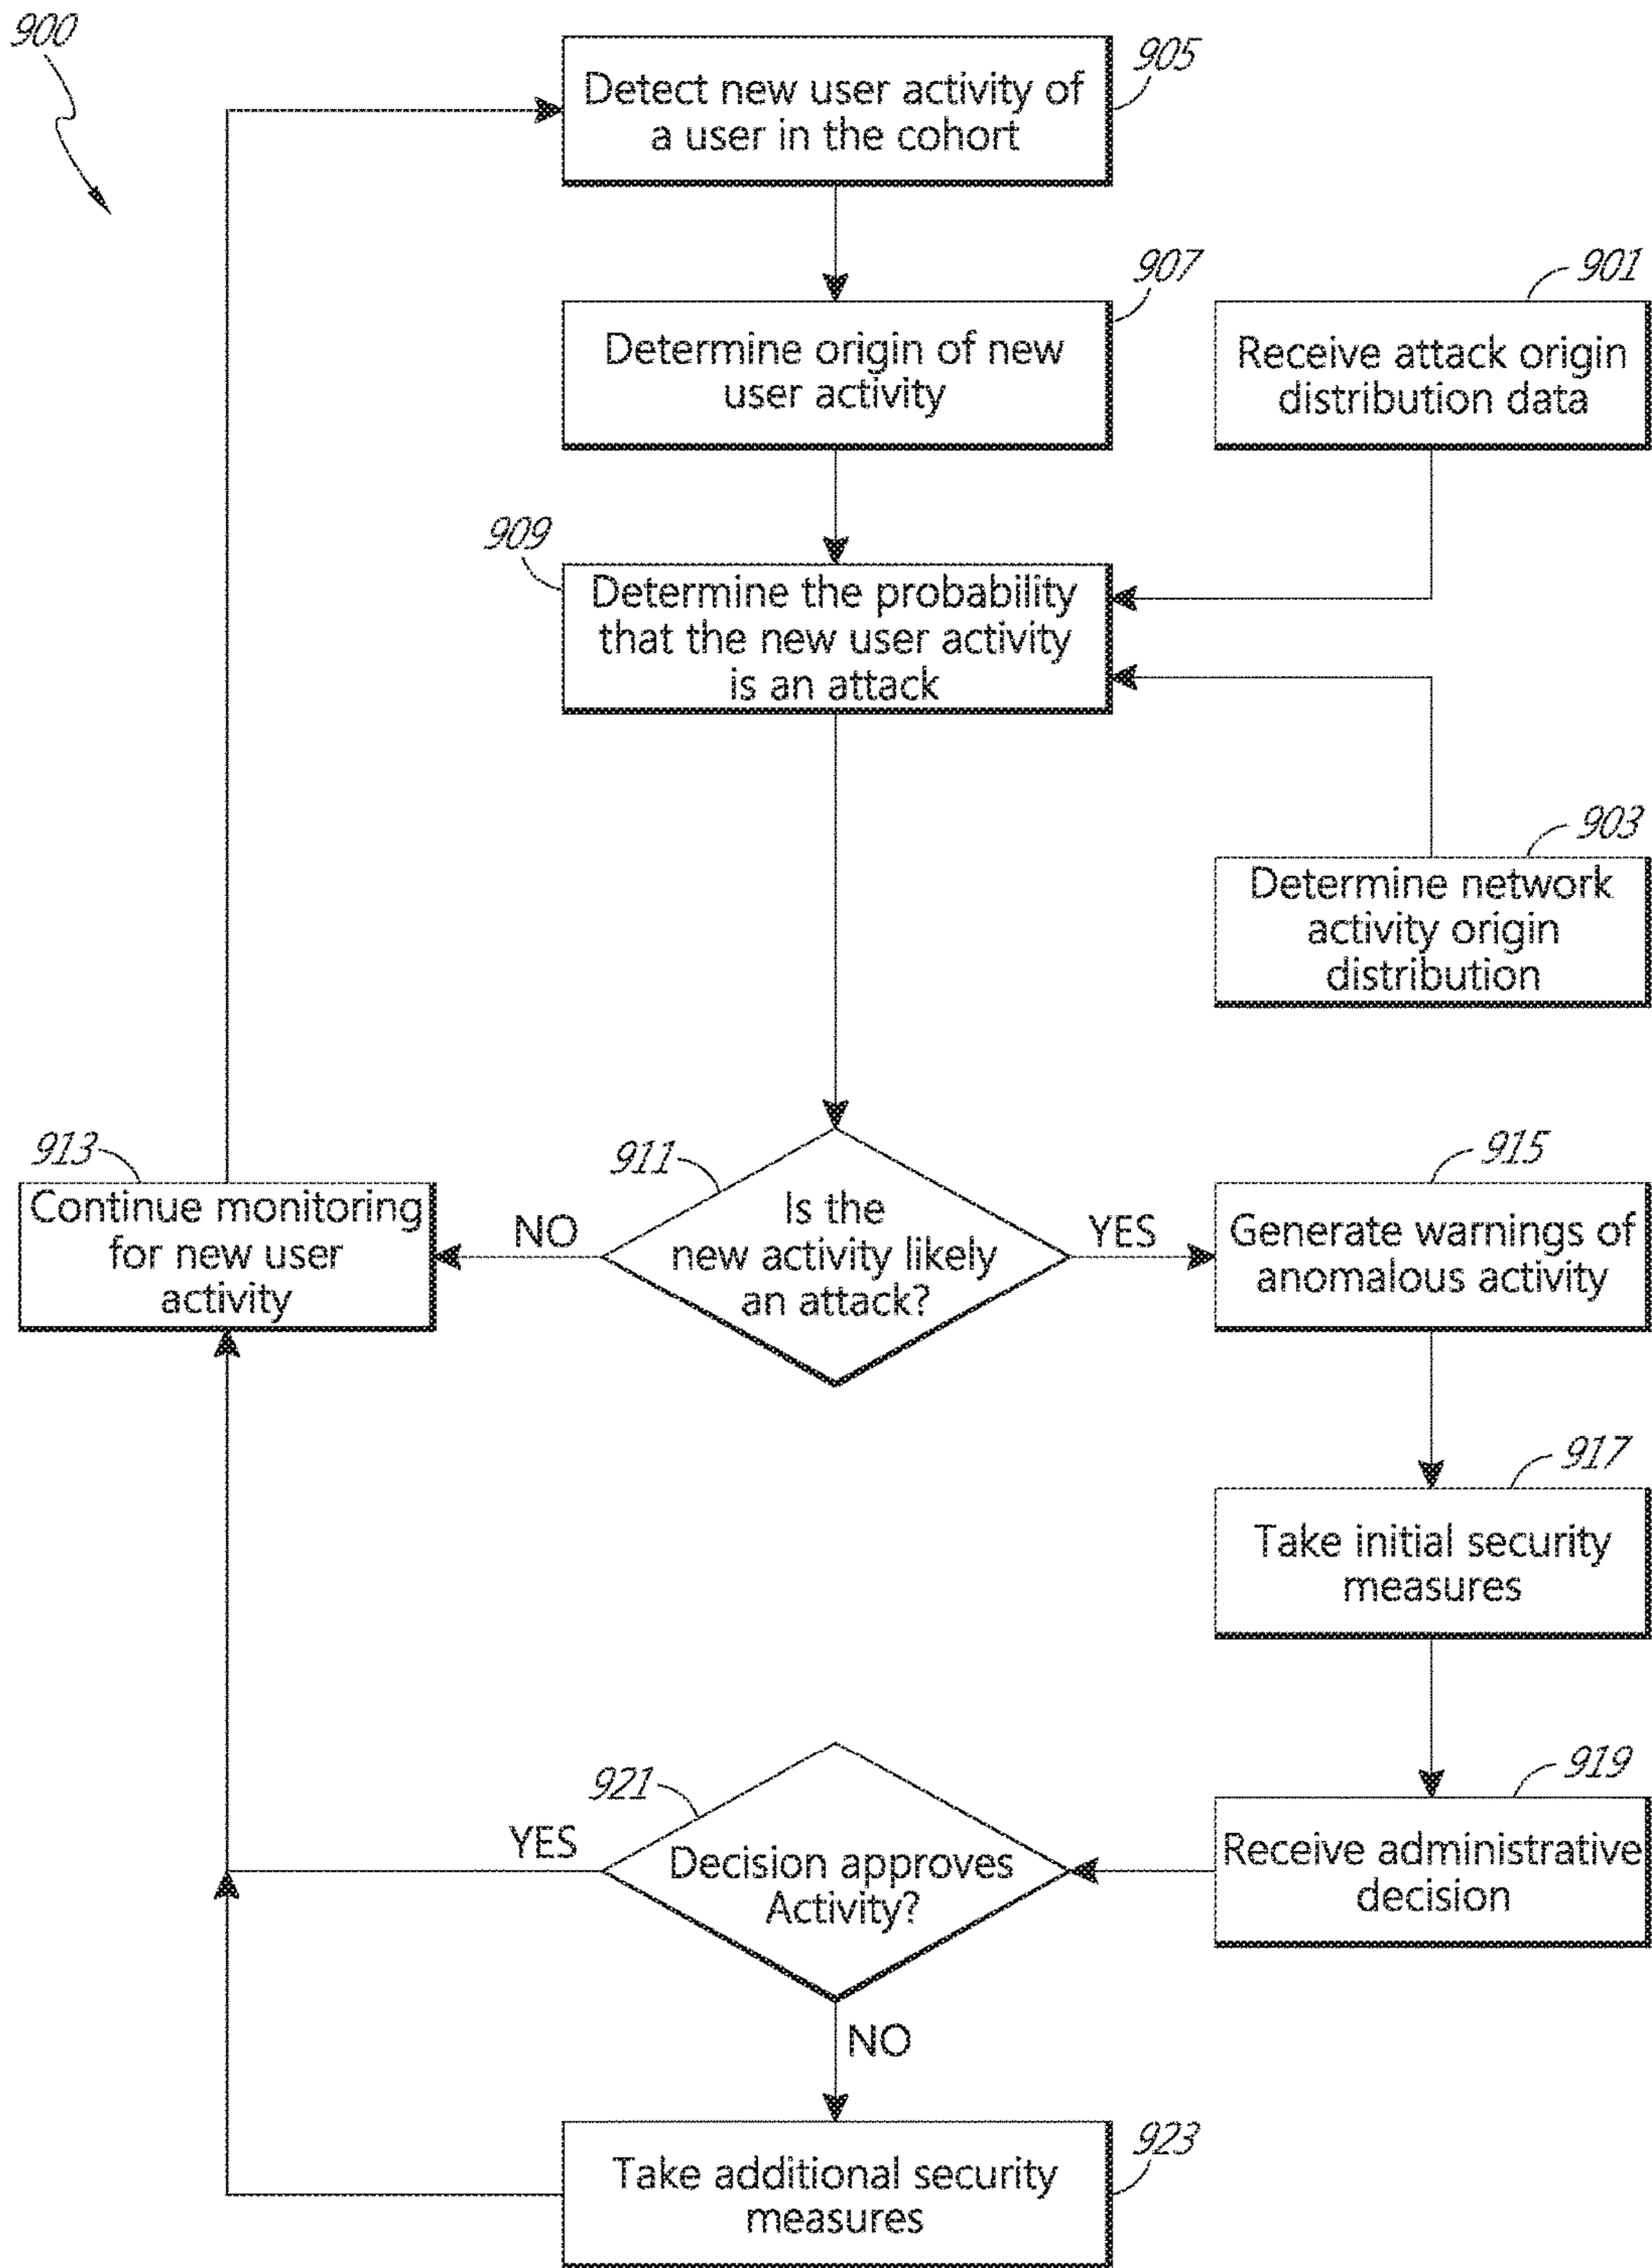 900
905
Detect new user activity of
a user in the cohort
907
Determine origin of new
user activity
901
Receive attack origin
distribution data
909
Determine the probability
that the new user activity
is an attack
903
Determine network
activity origin
distribution
913
Continue monitoring
for new user
activity
NO
911
Is the
new activity likely
an attack?
YES
915
Generate warnings of
anomalous activity
917
Take initial security
measures
919
Receive administrative
decision
921
YES
Decision approves
Activity?
NO
923
Take additional security
measures